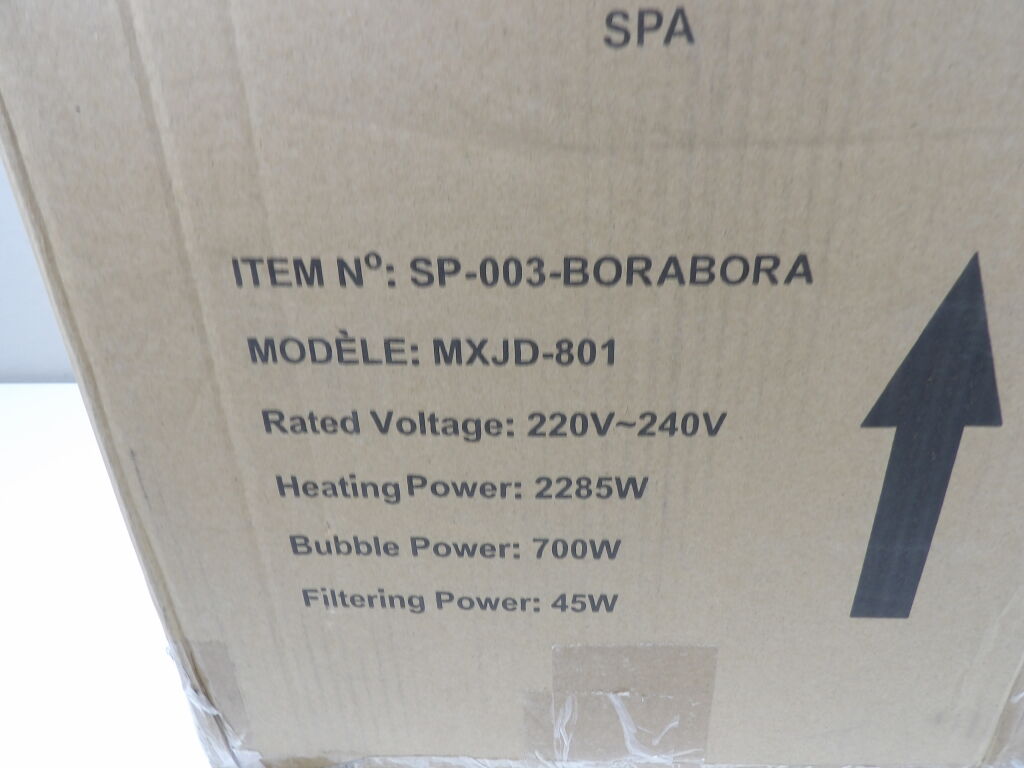 SPA
ITEM Nº: SP-003-BORABORA
MODÈLE: MXJD-801
Rated Voltage: 220V~240V
Heating Power: 2285W
Bubble Power: 700W
Filtering Power: 45W